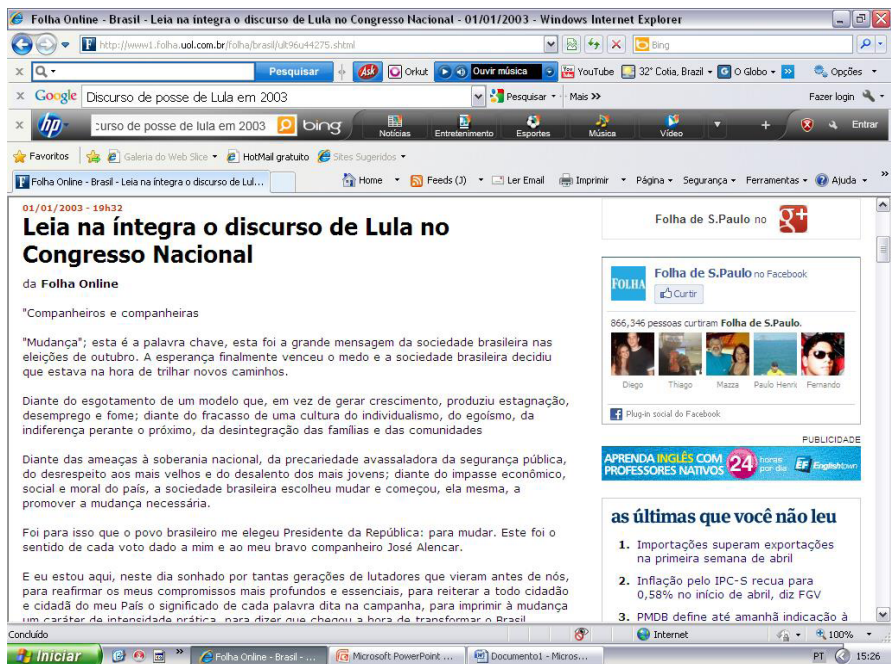 Folha Online - Brasil - Leia na íntegra o discurso de Lula no Congresso Nacional - 01/01/2003 - Windows Internet Explorer
http://www1.folha.uol.com.br/folha/brasil/ult96u44275.shtml
Bing
Pesquisar
Ask
Orkut
Ouvir música
YouTube
32° Cotia, Brazil
O Globo
Opções
Google
Discurso de posse de Lula em 2003
Pesquisar
Mais >>
Fazer login
hp
curso de posse de lula em 2003
bing
Notícias
Entretenimento
Esportes
Música
Vídeo
Entrar
Favoritos
Galeria do Web Slice
HotMail gratuito
Sites Sugeridos
Folha Online - Brasil - Leia na íntegra o discurso de Lul...
Home
Feeds (J)
Ler Email
Imprimir
Página
Segurança
Ferramentas
Ajuda
01/01/2003 - 19h32
Leia na íntegra o discurso de Lula no
Congresso Nacional
da Folha Online
"Companheiros e companheiras
"Mudança"; esta é a palavra chave, esta foi a grande mensagem da sociedade brasileira nas
eleições de outubro. A esperança finalmente venceu o medo e a sociedade brasileira decidiu
que estava na hora de trilhar novos caminhos.
Diante do esgotamento de um modelo que, em vez de gerar crescimento, produziu estagnação,
desemprego e fome; diante do fracasso de uma cultura do individualismo, do egoísmo, da
indiferença perante o próximo, da desintegração das famílias e das comunidades
Diante das ameaças à soberania nacional, da precariedade avassaladora da segurança pública,
do desrespeito aos mais velhos e do desalento dos mais jovens; diante do impasse econômico,
social e moral do país, a sociedade brasileira escolheu mudar e começou, ela mesma, a
promover a mudança necessária.
Foi para isso que o povo brasileiro me elegeu Presidente da República: para mudar. Este foi o
sentido de cada voto dado a mim e ao meu bravo companheiro José Alencar.
E eu estou aqui, neste dia sonhado por tantas gerações de lutadores que vieram antes de nós,
para reafirmar os meus compromissos mais profundos e essenciais, para reiterar a todo cidadão
e cidadã do meu País o significado de cada palavra dita na campanha, para imprimir à mudança
um caráter de intensidade prática, para dizer que chegou a hora de transformar o Brasil
Folha de S.Paulo no g+
FOLHA
Folha de S.Paulo no Facebook
Curtir
866,346 pessoas curtiram Folha de S.Paulo.
Diego
Thiago
Mazza
Paulo Henri
Fernando
Plug-in social do Facebook
PUBLICIDADE
APRENDA INGLÊS COM
PROFESSORES NATIVOS
24 horas
por dia
EF Englishtown
as últimas que você não leu
1. Importações superam exportações
na primeira semana de abril
2. Inflação pelo IPC-S recua para
0,58% no início de abril, diz FGV
3. PMDB define até amanhã indicação à
Concluído
Internet
100%
Iniciar
Folha Online - Brasil - ...
Microsoft PowerPoint ...
Documento1 - Micros...
PT
15:26